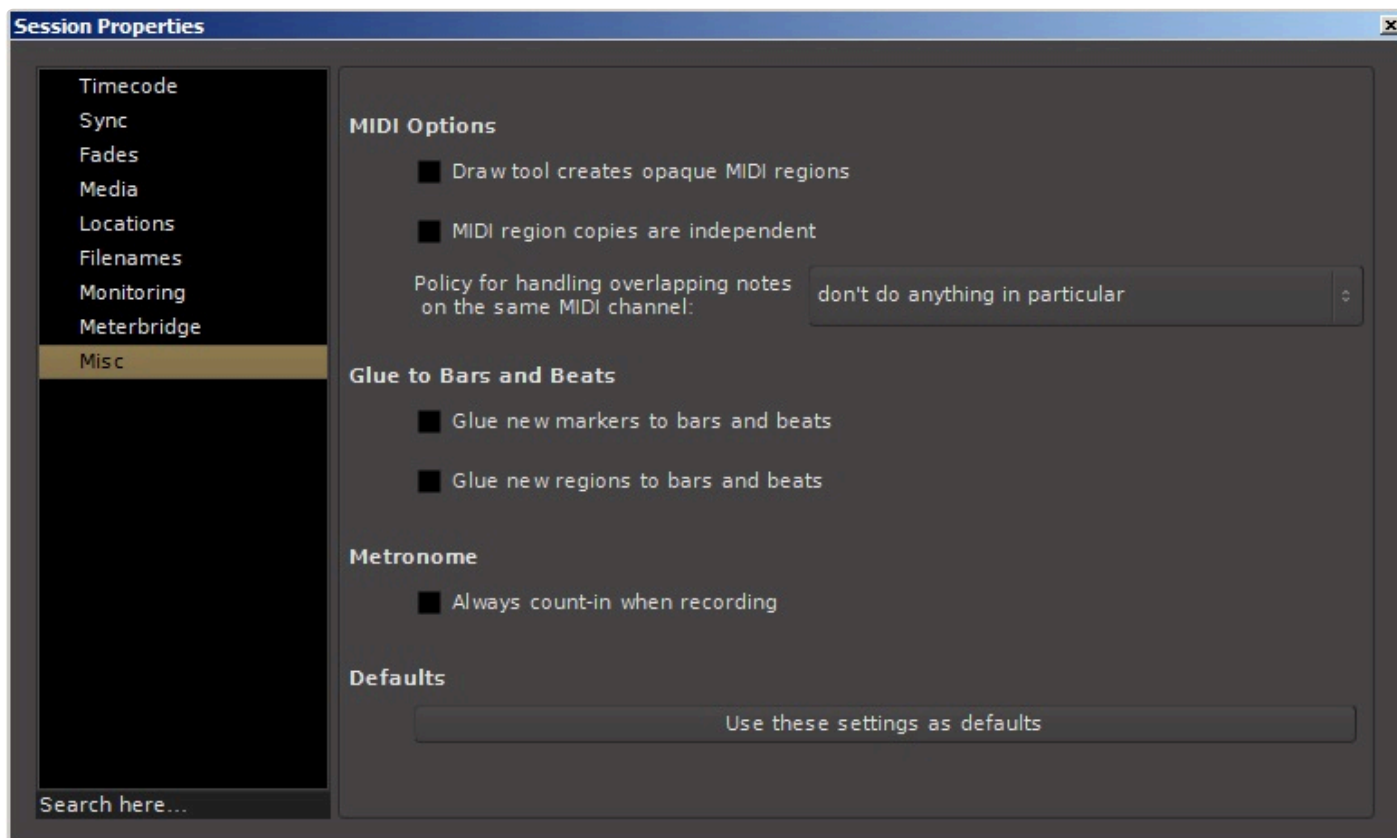 Session Properties
Timecode
Sync
Fades
Media
Locations
Filenames
Monitoring
Meterbridge
Misc
Search here...
MIDI Options
Draw tool creates opaque MIDI regions
MIDI region copies are independent
Policy for handling overlapping notes
on the same MIDI channel:
don't do anything in particular
Glue to Bars and Beats
Glue new markers to bars and beats
Glue new regions to bars and beats
Metronome
Always count-in when recording
Defaults
Use these settings as defaults